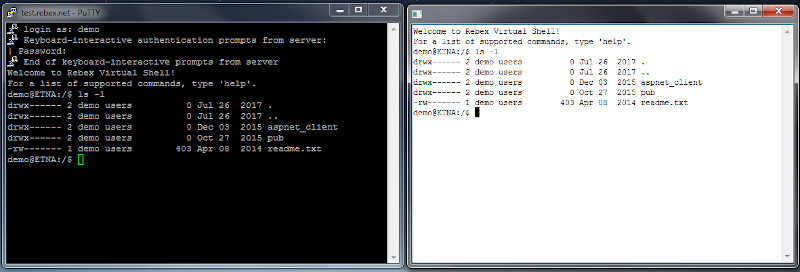 test.rebex.net - PuTTY
login as: demo
Keyboard-interactive authentication prompts from server:
| Password:
End of keyboard-interactive prompts from server
Welcome to Rebex Virtual Shell!
For a list of supported commands, type 'help'.
demo@ETNA:/$ ls -l
drwx------ 2 demo users 0 Jul 26 2017 .
drwx------ 2 demo users 0 Jul 26 2017 ..
drwx------ 2 demo users 0 Dec 03 2015 aspnet_client
drwx------ 2 demo users 0 Oct 27 2015 pub
-rw------- 1 demo users 403 Apr 08 2014 readme.txt
demo@ETNA:/$
Welcome to Rebex Virtual Shell!
For a list of supported commands, type 'help'.
demo@ETNA:/$ ls -l
drwx------ 2 demo users 0 Jul 26 2017 .
drwx------ 2 demo users 0 Jul 26 2017 ..
drwx------ 2 demo users 0 Dec 03 2015 aspnet_client
drwx------ 2 demo users 0 Oct 27 2015 pub
-rw------- 1 demo users 403 Apr 08 2014 readme.txt
demo@ETNA:/$